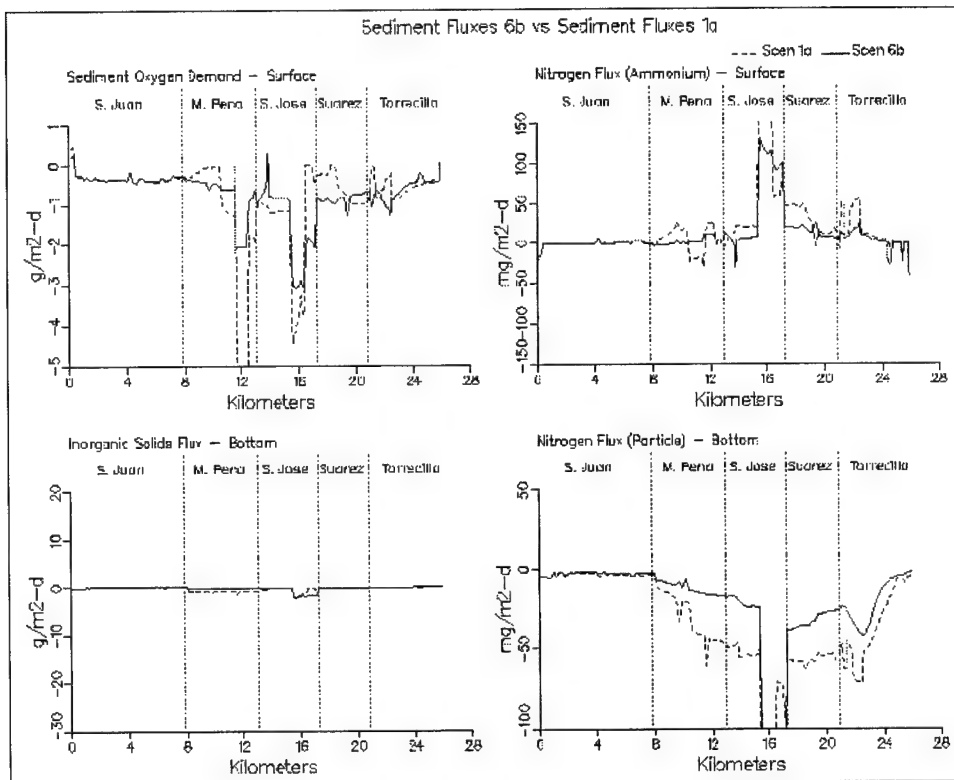 Sediment Fluxes 6b vs Sediment Fluxes 1a
Scen 1a Scen 6b
Sediment Oxygen Demand – Surface
S. Juan M. Pena S. Jose Suarez Torrecilla
1
0
-1
-2
-3
-4
-5
g/m2-d
0 4 8 12 16 20 24 28
Kilometers
Nitrogen Flux (Ammonium) – Surface
S. Juan M. Pena S. Jose Suarez Torrecilla
150
100
50
0
-50
-100
-150
mg/m2-d
0 4 8 12 16 20 24 28
Kilometers
Inorganic Solids Flux – Bottom
S. Juan M. Pena S. Jose Suarez Torrecilla
20
10
0
-10
-20
-30
g/m2-d
0 4 8 12 16 20 24 28
Kilometers
Nitrogen Flux (Particle) – Bottom
S. Juan M. Pena S. Jose Suarez Torrecilla
50
0
-50
-100
mg/m2-d
0 4 8 12 16 20 24 28
Kilometers